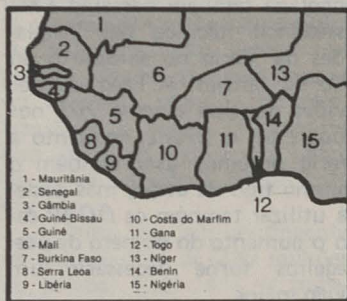 1
2
6
3
13
7
4
5
14
15
8
11
10
9
12
1 - Mauritânia
2 - Senegal
3 - Gâmbia
4 - Guiné-Bissau
5 - Guiné
6 - Mali
7 - Burkina Faso
8 - Serra Leoa
9 - Libéria
10 - Costa do Marfim
11 - Gana
12 - Togo
13 - Níger
14 - Benin
15 - Nigéria